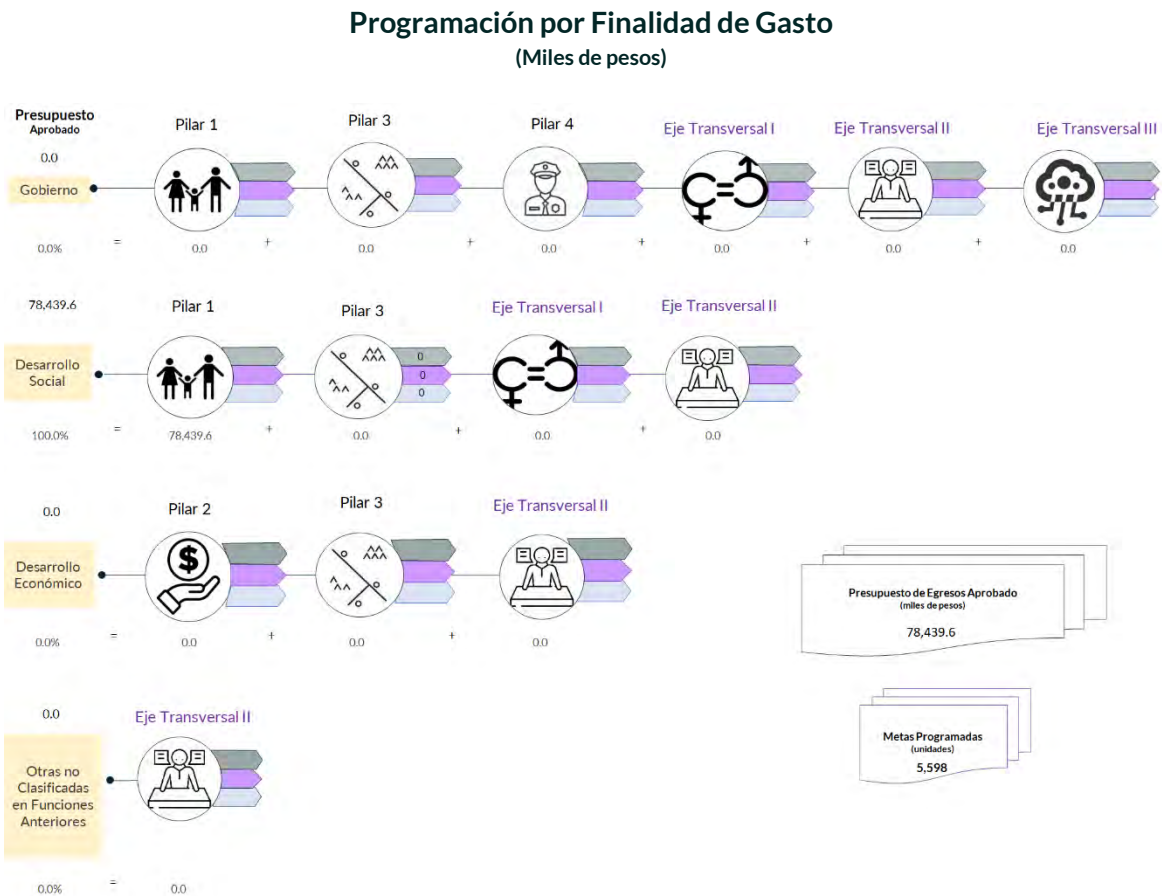 Programación por Finalidad de Gasto
(Miles de pesos)
Presupuesto
Aprobado
Pilar 1
Pilar 3
Pilar 4
Eje Transversal I
Eje Transversal II
Eje Transversal III
0.0
Gobierno
0.0% = 0.0 + 0.0 + 0.0 + 0.0 + 0.0 + 0.0
78,439.6
Pilar 1
Pilar 3
Eje Transversal I
Eje Transversal II
Desarrollo
Social
0
0
0
100.0% = 78,439.6 + 0.0 + 0.0 + 0.0
0.0
Pilar 2
Pilar 3
Eje Transversal II
Desarrollo
Económico
$
0.0% = 0.0 + 0.0 + 0.0
Presupuesto de Egresos Aprobado
(miles de pesos)
78,439.6
0.0
Eje Transversal II
Metas Programadas
(unidades)
5,598
Otras no
Clasificadas
en Funciones
Anteriores
0.0% = 0.0